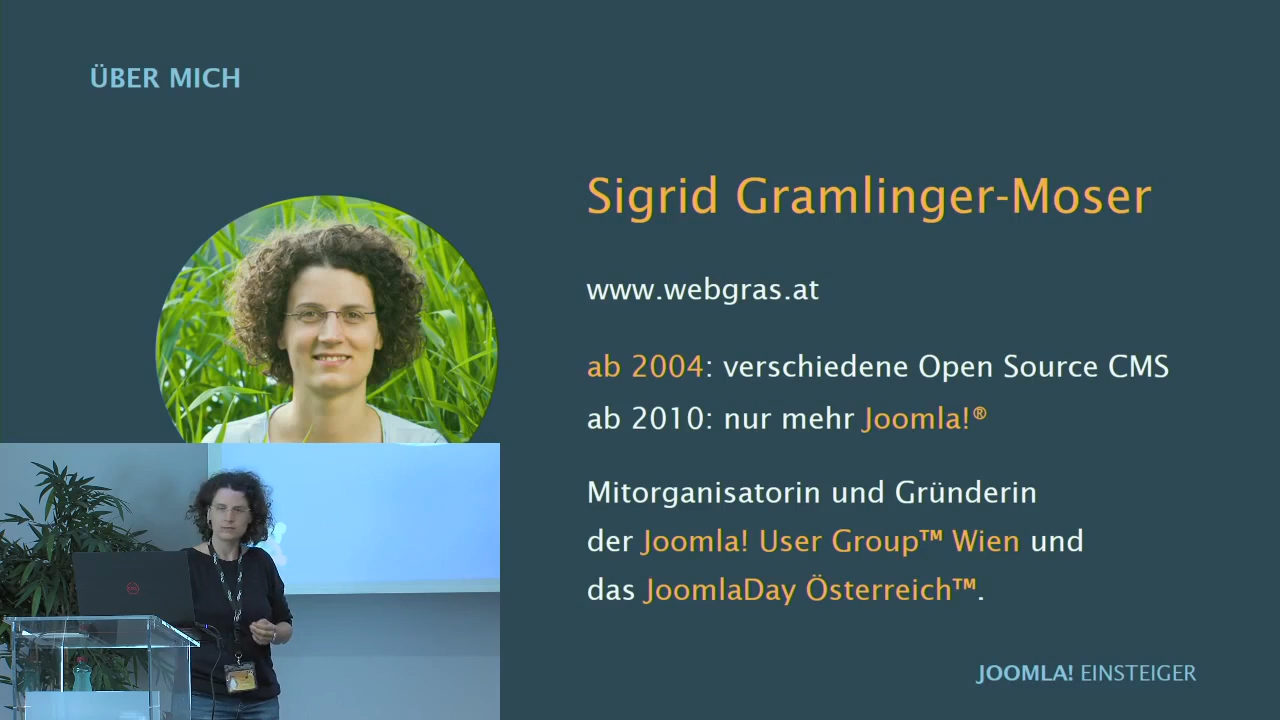 ÜBER MICH
Sigrid Gramlinger-Moser
www.webgras.at
ab 2004: verschiedene Open Source CMS
ab 2010: nur mehr Joomla!®
Mitorganisatorin und Gründerin
der Joomla! User Group™ Wien und
das JoomlaDay Österreich™.
JOOMLA! EINSTEIGER